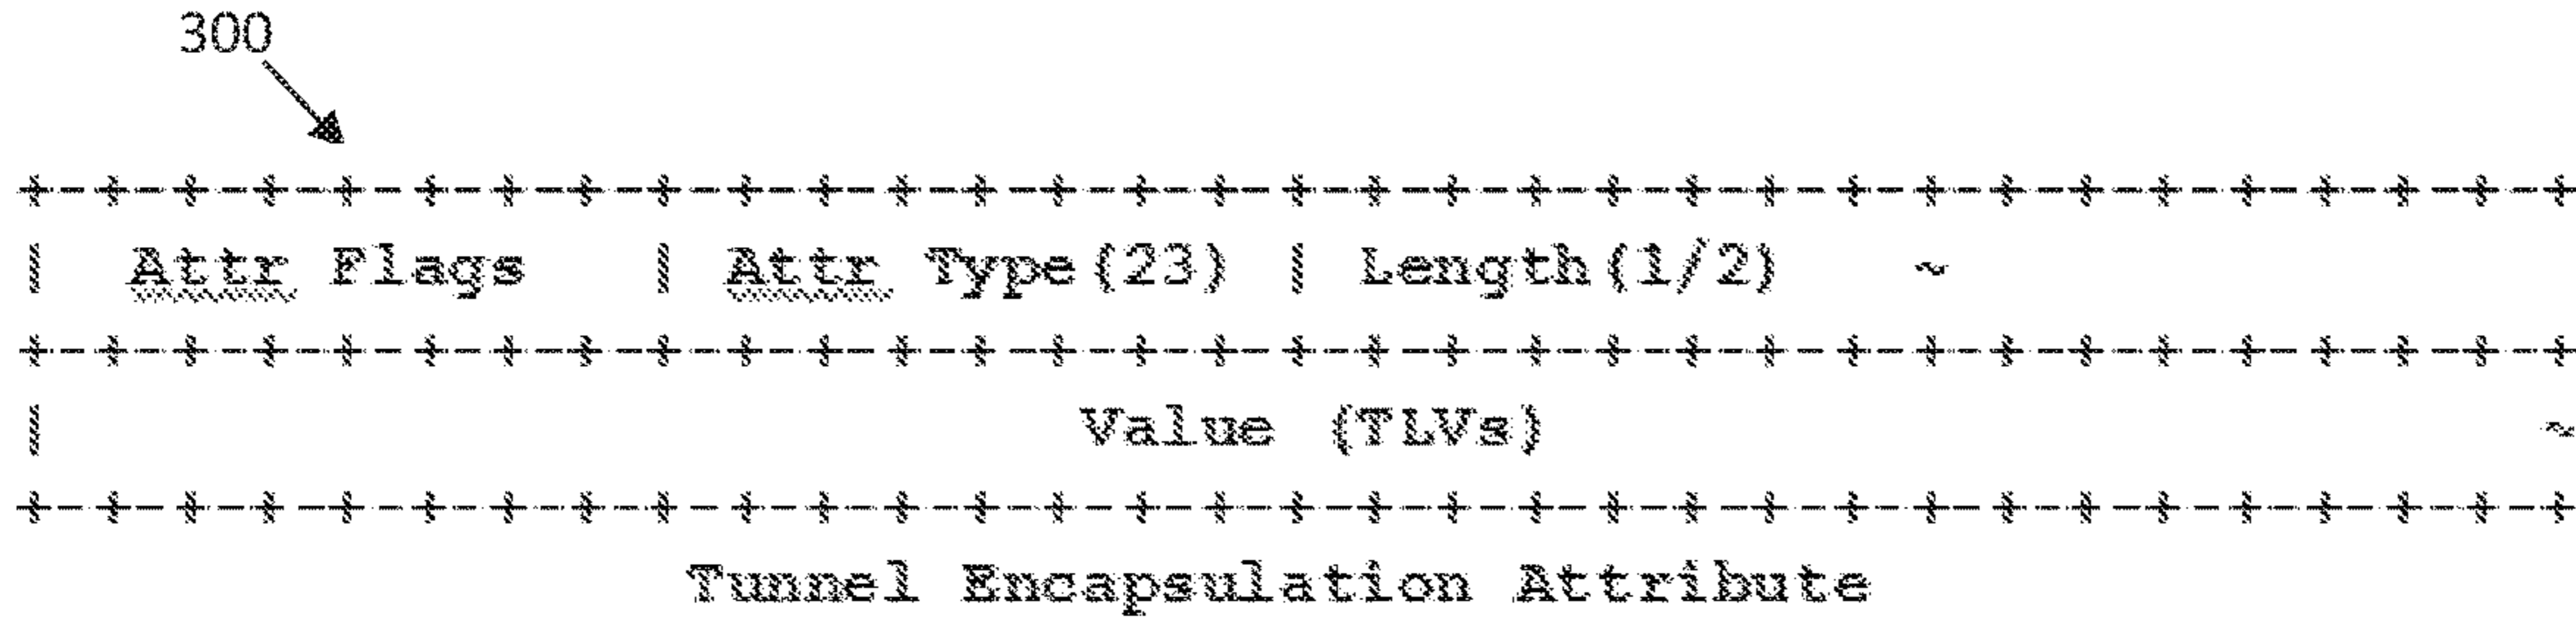 300
+-+-+-+-+-+-+-+-+-+-+-+-+-+-+-+-+-+-+-+-+-+-+-+-+-+-+-+-+-+-+-+-+
| Attr Flags | Attr Type(23) | Length(1/2) ~
+-+-+-+-+-+-+-+-+-+-+-+-+-+-+-+-+-+-+-+-+-+-+-+-+-+-+-+-+-+-+-+-+
| Value (TLVs) ~
+-+-+-+-+-+-+-+-+-+-+-+-+-+-+-+-+-+-+-+-+-+-+-+-+-+-+-+-+-+-+-+-+
Tunnel Encapsulation Attribute